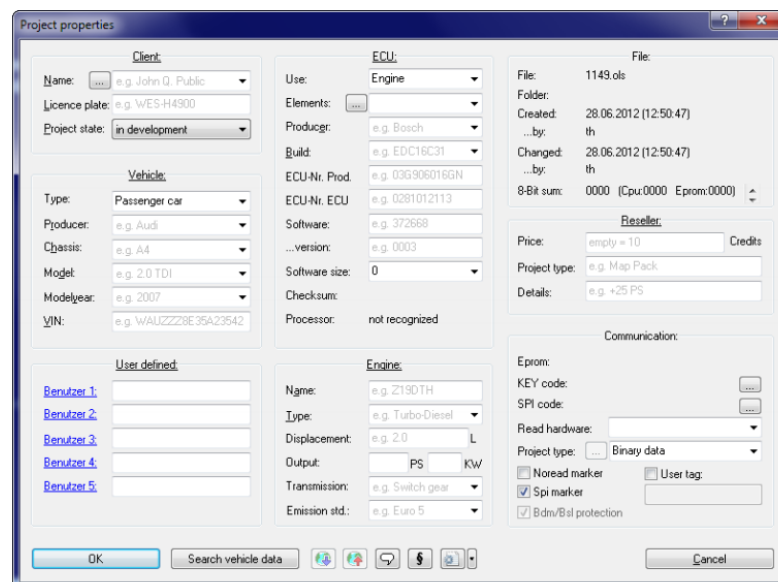 Project properties
Client:
Name: ... e.g. John Q. Public
Licence plate: e.g. WES-H4900
Project state: in development
Vehicle:
Type: Passenger car
Producer: e.g. Audi
Chassis: e.g. A4
Model: e.g. 2.0 TDI
Modelyear: e.g. 2007
VIN: e.g. WAUZZZ8E35A23542
User defined:
Benutzer 1:
Benutzer 2:
Benutzer 3:
Benutzer 4:
Benutzer 5:
ECU:
Use: Engine
Elements: ...
Producer: e.g. Bosch
Build: e.g. EDC16C31
ECU-Nr. Prod. e.g. 03G906016GN
ECU-Nr. ECU e.g. 0281012113
Software: e.g. 372668
...version: e.g. 0003
Software size: 0
Checksum:
Processor: not recognized
Engine:
Name: e.g. Z19DTH
Type: e.g. Turbo-Diesel
Displacement: e.g. 2.0 L
Output: PS KW
Transmission: e.g. Switch gear
Emission std.: e.g. Euro 5
File:
File: 1149.ols
Folder:
Created: 28.06.2012 (12:50:47)
...by: th
Changed: 28.06.2012 (12:50:47)
...by: th
8-Bit sum: 0000 (Cpu:0000 Eprom:0000)
Reseller:
Price: empty = 10 Credits
Project type: e.g. Map Pack
Details: e.g. +25 PS
Communication:
Eprom:
KEY code: ...
SPI code: ...
Read hardware:
Project type: ... Binary data
Noread marker User tag:
Spi marker
Bdm/Bsl protection
OK Search vehicle data § Cancel